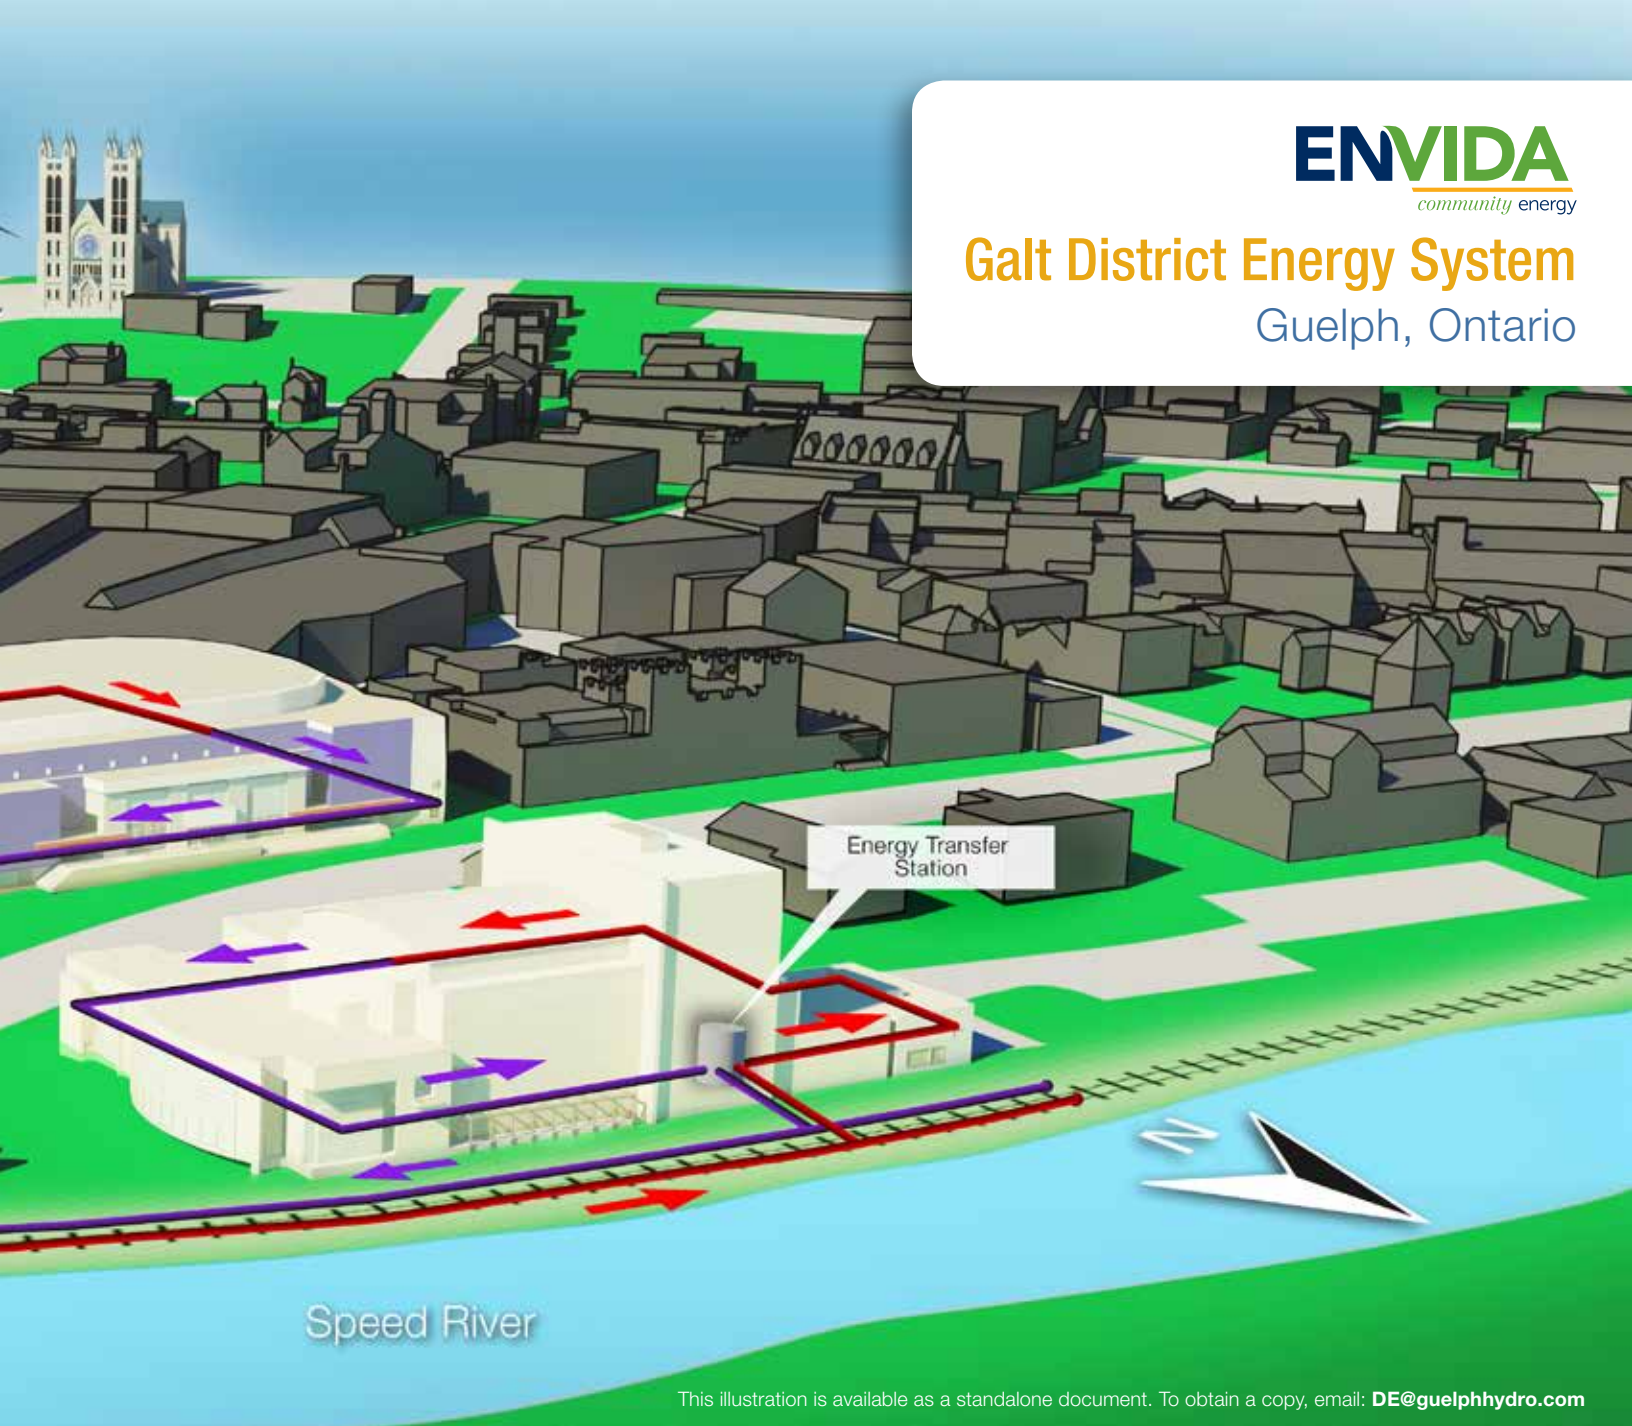 ENVIDA
community energy
Galt District Energy System
Guelph, Ontario
Energy Transfer
Station
N
Speed River
This illustration is available as a standalone document. To obtain a copy, email: DE@guelphhydro.com